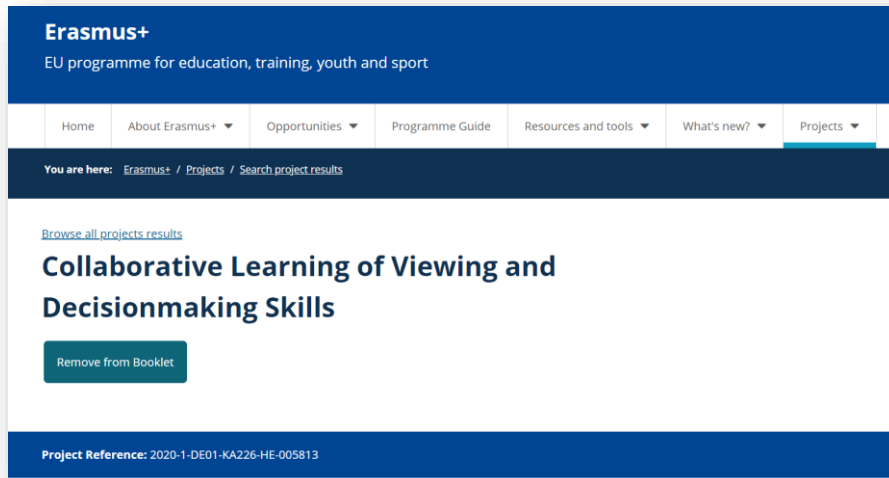 Erasmus+
EU programme for education, training, youth and sport
Home About Erasmus+ Opportunities Programme Guide Resources and tools What's new? Projects
You are here: Erasmus+ / Projects / Search project results
Browse all projects results
Collaborative Learning of Viewing and
Decisionmaking Skills
Remove from Booklet
Project Reference: 2020-1-DE01-KA226-HE-005813